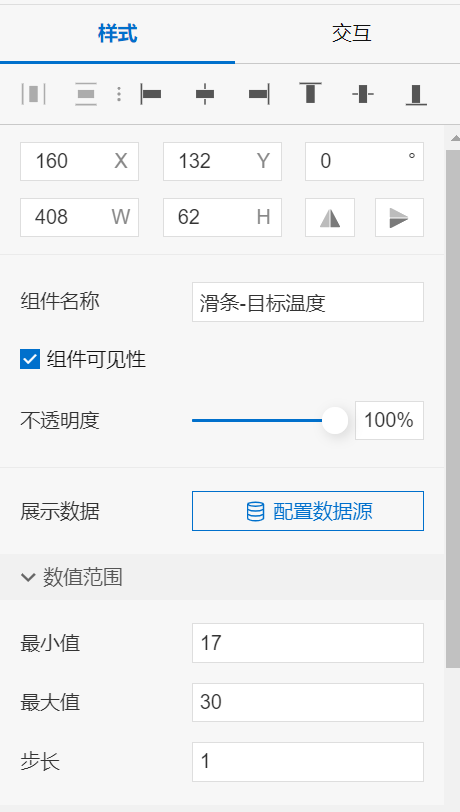 样式 交互
160 X 132 Y 0 °
408 W 62 H
组件名称 滑条-目标温度
组件可见性
不透明度 100%
展示数据 配置数据源
数值范围
最小值 17
最大值 30
步长 1